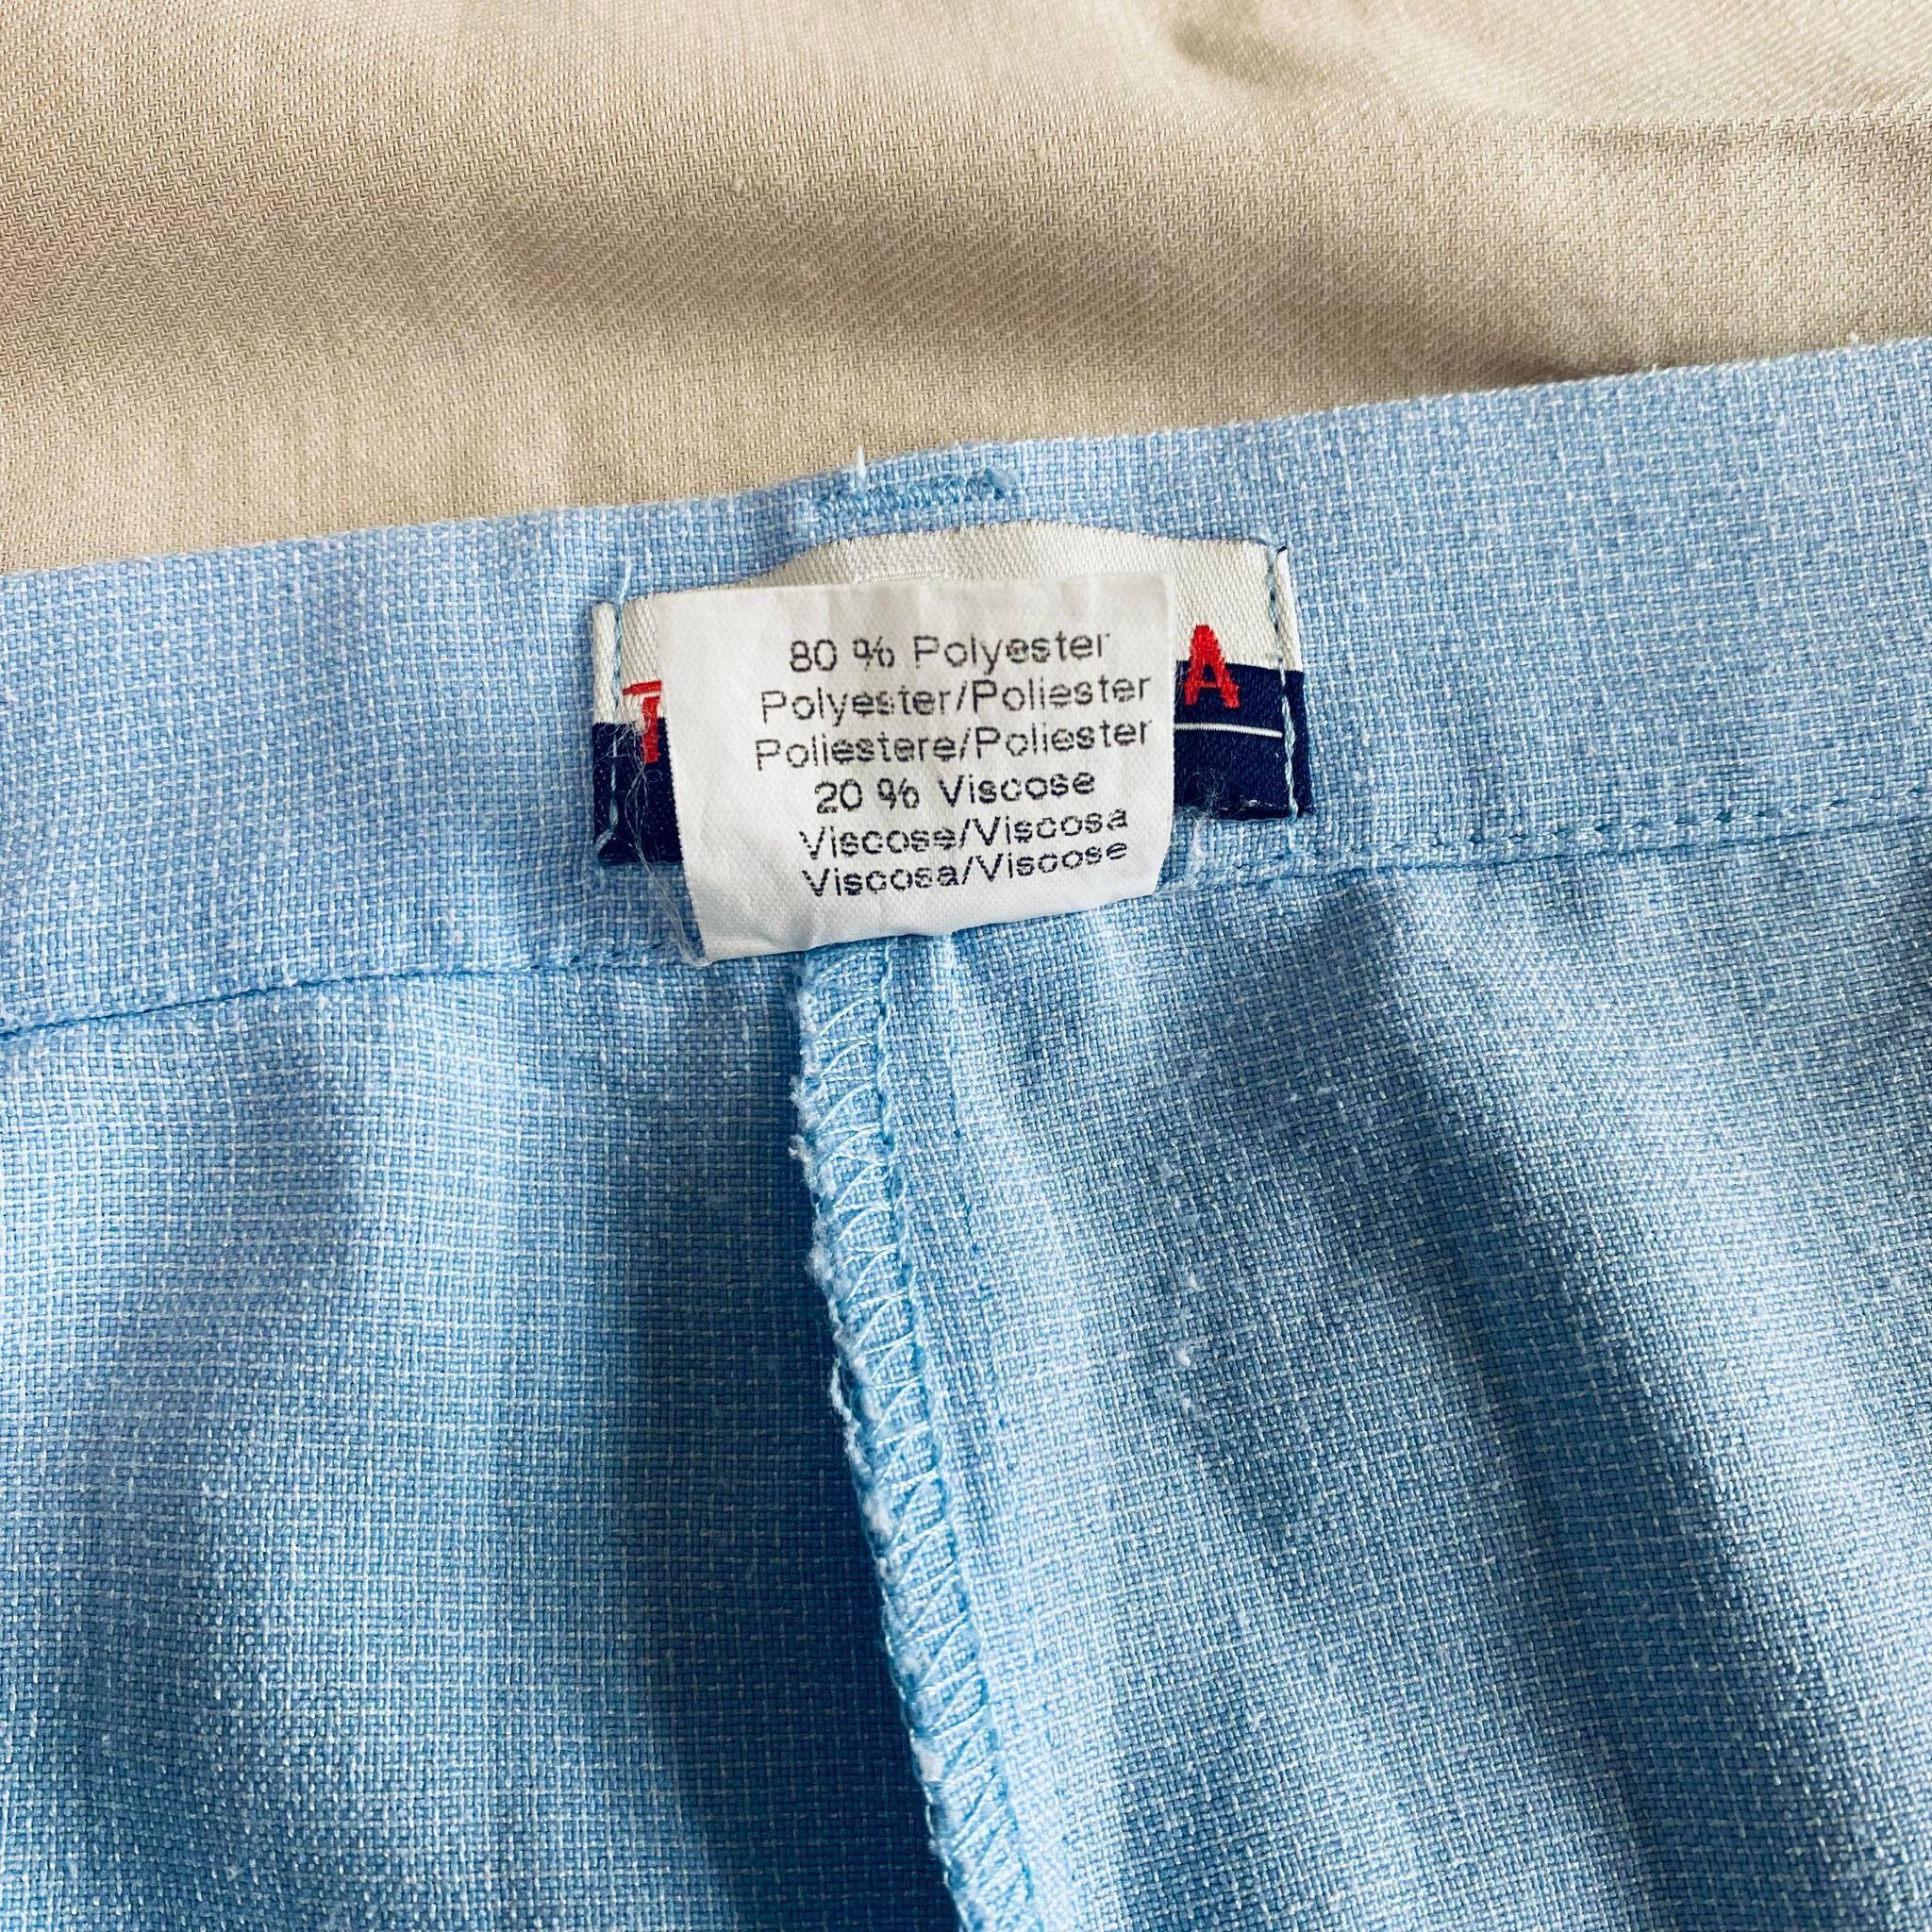 80 % Polyester
Polyester/Poliester
Poliestere/Poliester
20 % Viscose
Viscose/Viscosa
Viscosa/Viscose
T A